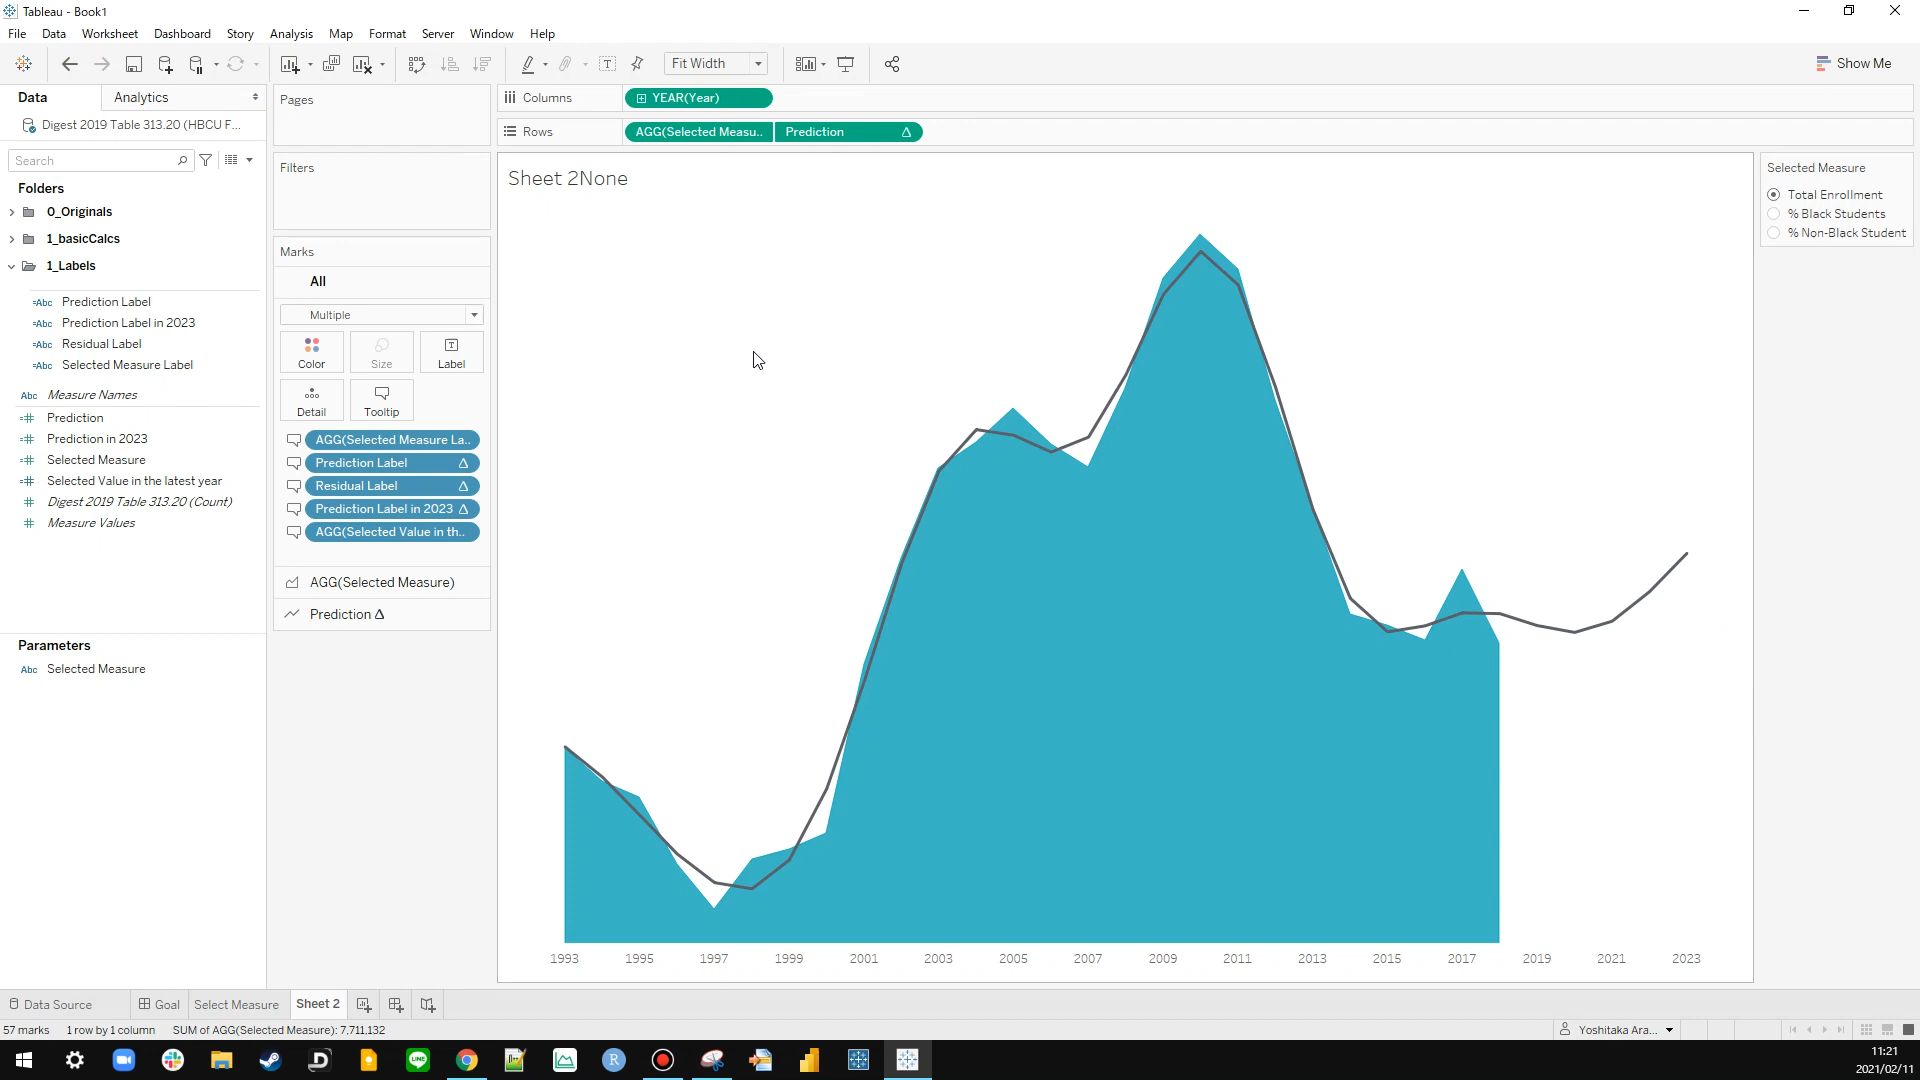 Tableau - Book1
File Data Worksheet Dashboard Story Analysis Map Format Server Window Help
Fit Width
Show Me
Data Analytics
Digest 2019 Table 313.20 (HBCU F...
Search
Folders
0_Originals
1_basicCalcs
1_Labels
=Abc Prediction Label
=Abc Prediction Label in 2023
=Abc Residual Label
=Abc Selected Measure Label
Abc Measure Names
=# Prediction
=# Prediction in 2023
=# Selected Measure
=# Selected Value in the latest year
# Digest 2019 Table 313.20 (Count)
# Measure Values
Parameters
Abc Selected Measure
Pages
Filters
Marks
All
Multiple
Color Size Label
Detail Tooltip
AGG(Selected Measure La..
Prediction Label Δ
Residual Label Δ
Prediction Label in 2023 Δ
AGG(Selected Value in th..
AGG(Selected Measure)
Prediction Δ
Columns YEAR(Year)
Rows AGG(Selected Measu.. Prediction Δ
Sheet 2None
1993 1995 1997 1999 2001 2003 2005 2007 2009 2011 2013 2015 2017 2019 2021 2023
Selected Measure
Total Enrollment
% Black Students
% Non-Black Student
Data Source Goal Select Measure Sheet 2
57 marks 1 row by 1 column SUM of AGG(Selected Measure): 7,711,132
Yoshitaka Ara...
LINE
R
11:21
2021/02/11